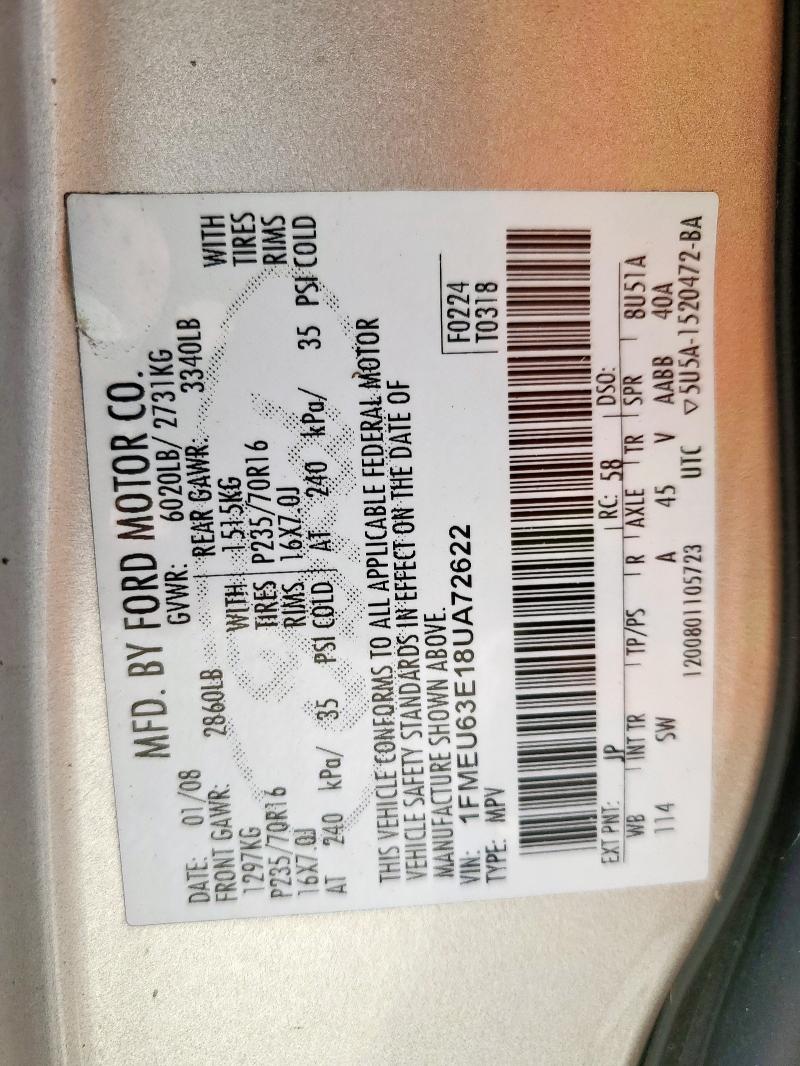 MFD. BY FORD MOTOR CO.
DATE: 01/08 GVWR: 6020LB/ 2731KG
FRONT GAWR: 2860LB REAR GAWR: 3340LB
1297KG WITH 1515KG WITH
P235/70R16 TIRES P235/70R16 TIRES
16X7.0J RIMS 16X7.0J RIMS
AT 240 kPa/ 35 PSI COLD AT 240 kPa/ 35 PSI COLD
THIS VEHICLE CONFORMS TO ALL APPLICABLE FEDERAL MOTOR
VEHICLE SAFETY STANDARDS IN EFFECT ON THE DATE OF
MANUFACTURE SHOWN ABOVE.
VIN: 1FMEU63E18UA72622 F0224
TYPE: MPV T0318
EXT PNT: JP RC: 58 DSO:
WB INT TR TP/PS R AXLE TR SPR 8U51A
114 SW A 45 V AABB 40A
1200801105723 UTC ▽5U5A-1520472-BA